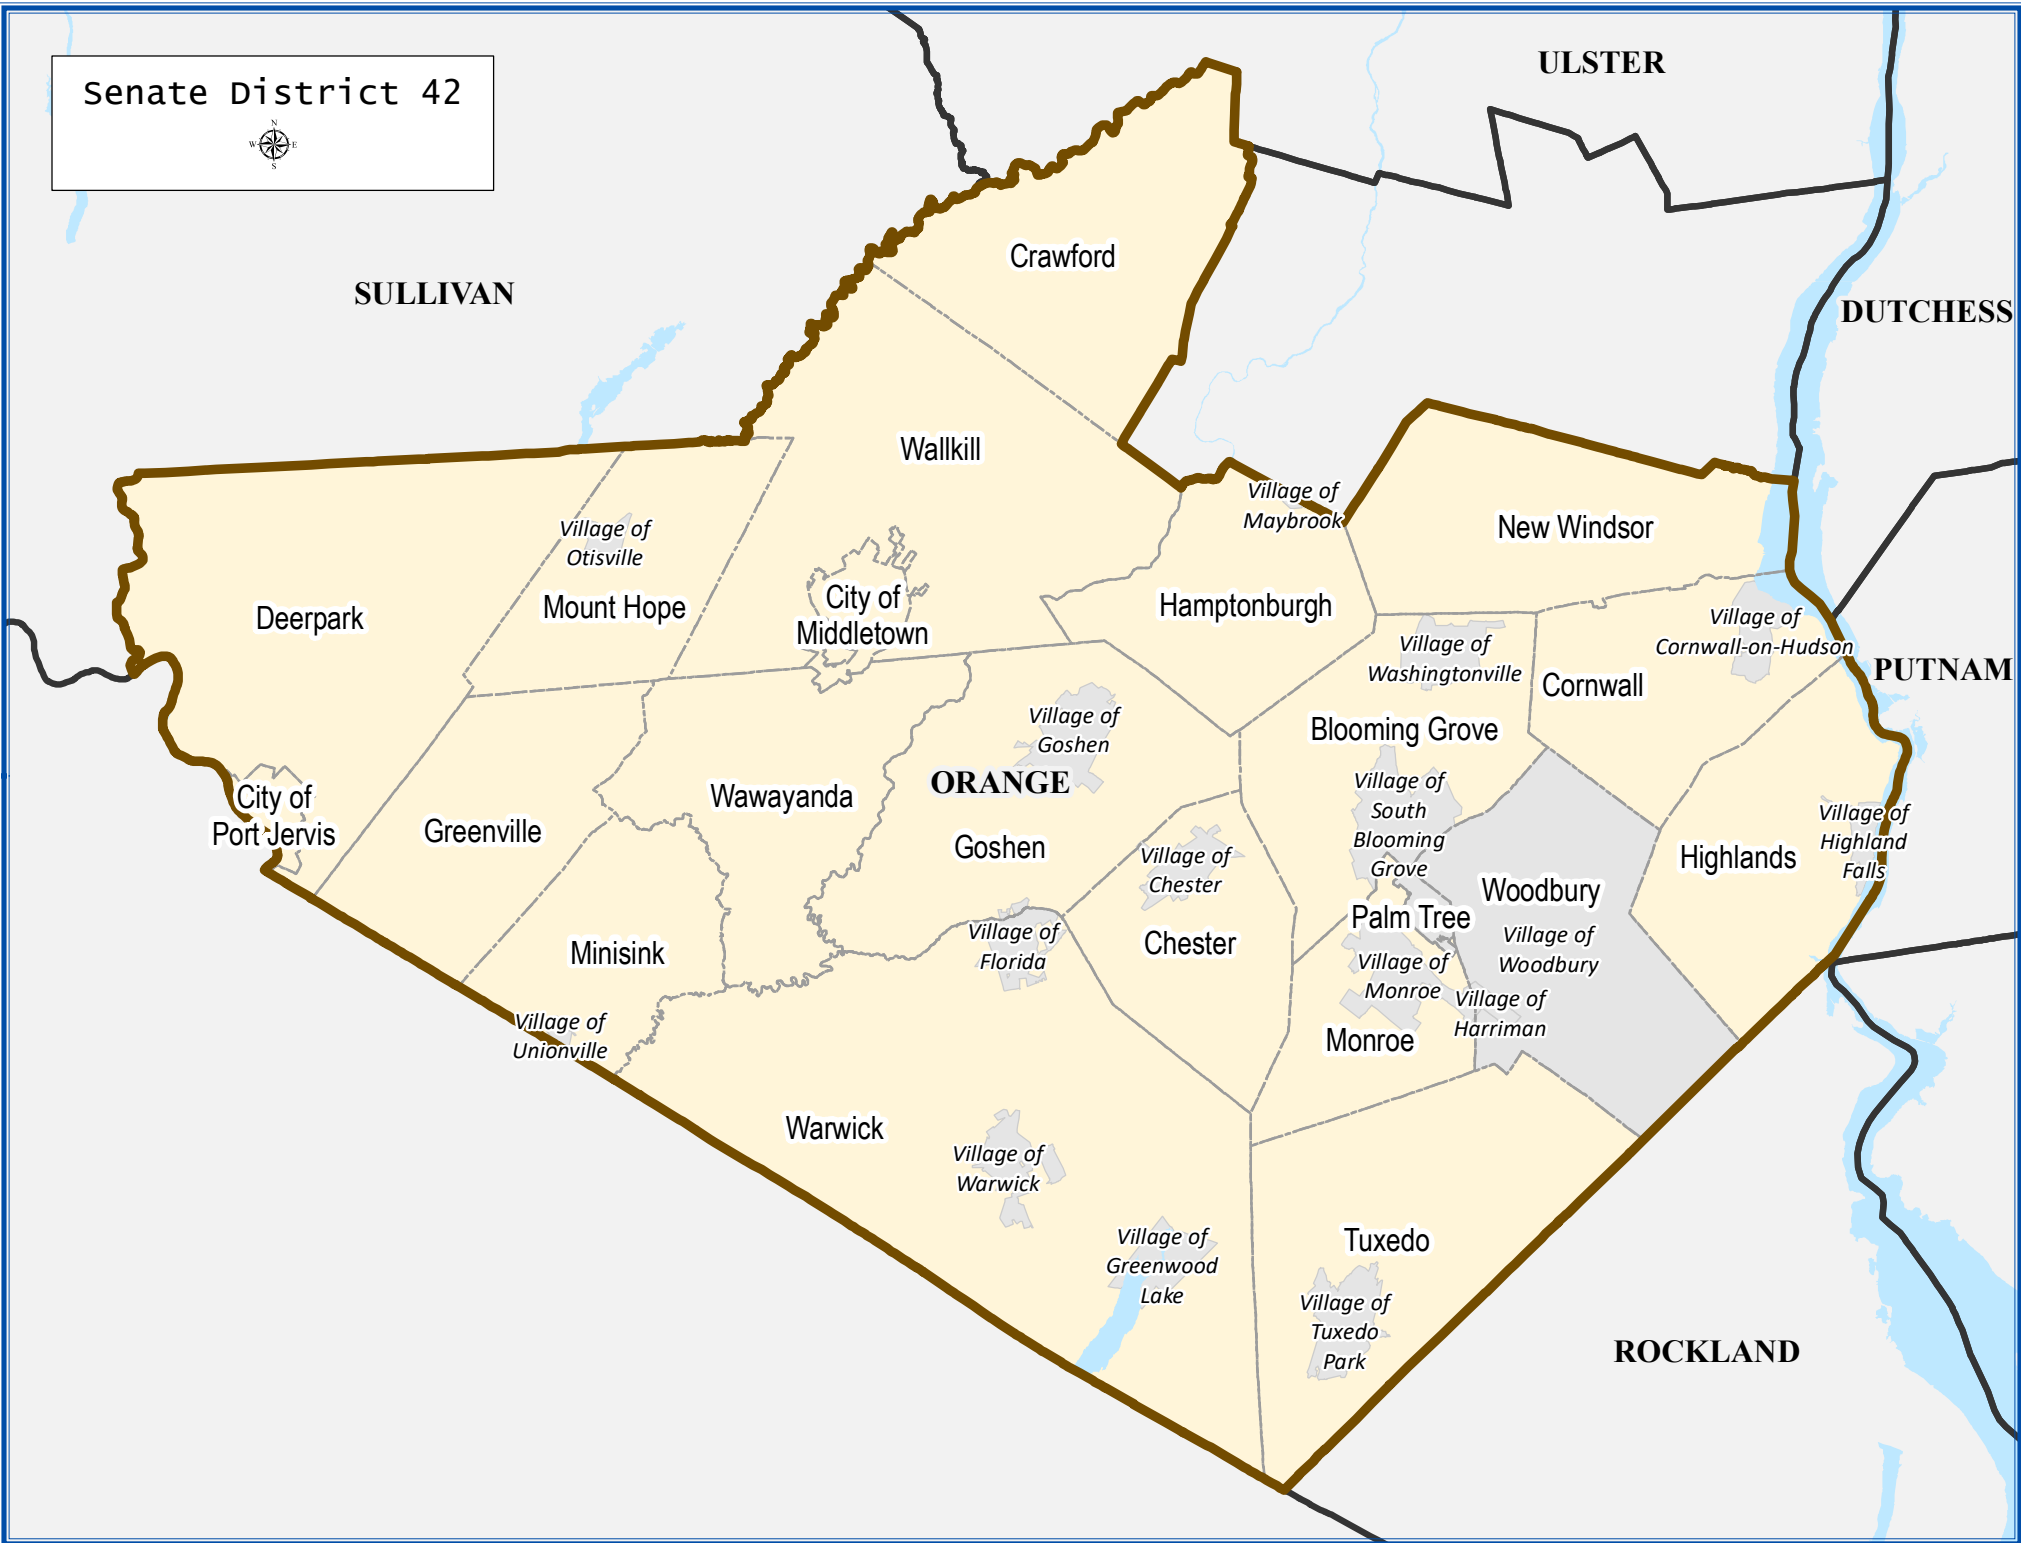 Senate District 42
N
W E
S
ULSTER
Crawford
SULLIVAN
DUTCHESS
Wallkill
Village of
Maybrook
New Windsor
Village of
Otisville
Deerpark
Mount Hope
City of
Middletown
Hamptonburgh
Village of
Cornwall-on-Hudson
Village of
Washingtonville
Cornwall
PUTNAM
Village of
Goshen
Blooming Grove
ORANGE
Wawayanda
Village of
South
Blooming
Grove
City of
Port Jervis
Greenville
Goshen
Village of
Chester
Village of
Highland
Falls
Highlands
Woodbury
Palm Tree
Village of
Woodbury
Chester
Village of
Florida
Minisink
Village of
Monroe
Village of
Harriman
Village of
Unionville
Monroe
Warwick
Village of
Warwick
Village of
Greenwood
Lake
Tuxedo
Village of
Tuxedo
Park
ROCKLAND